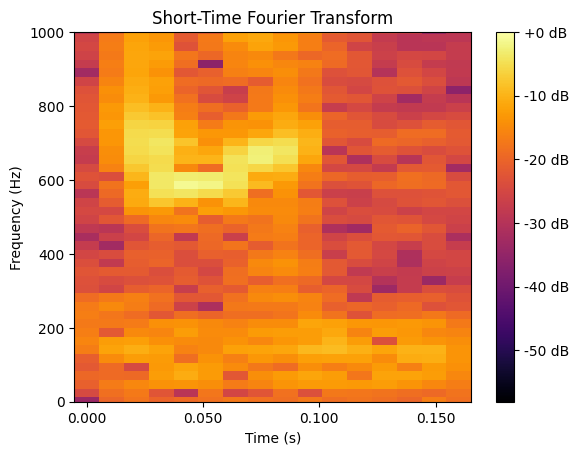 Short-Time Fourier Transform
1000
800
600
400
200
0
Frequency (Hz)
0.000
0.050
0.100
0.150
Time (s)
+0 dB
-10 dB
-20 dB
-30 dB
-40 dB
-50 dB